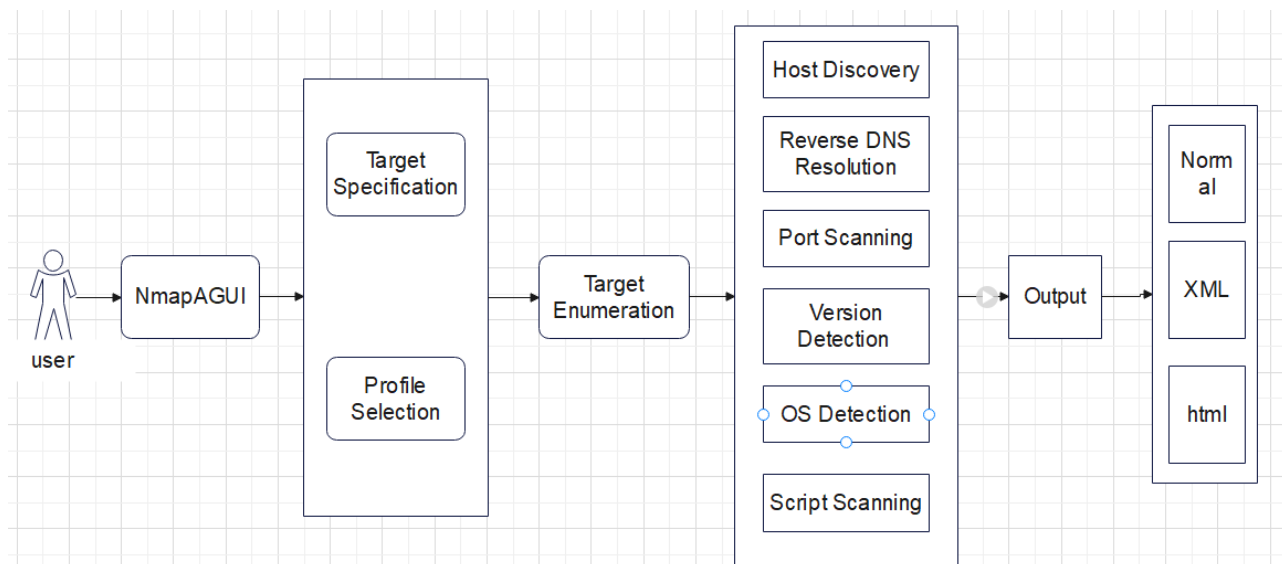 user
NmapAGUI
Target
Specification
Profile
Selection
Target
Enumeration
Host Discovery
Reverse DNS
Resolution
Port Scanning
Version
Detection
OS Detection
Script Scanning
Output
Norm
al
XML
html